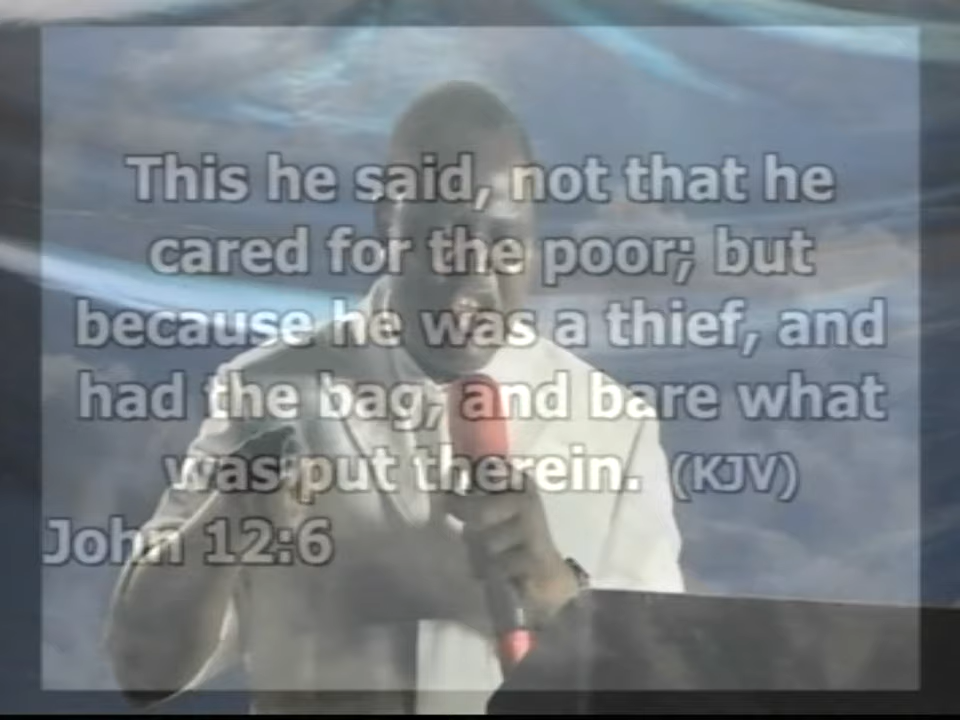 This he said, not that he
cared for the poor; but
because he was a thief, and
had the bag, and bare what
was put therein. (KJV)
John 12:6